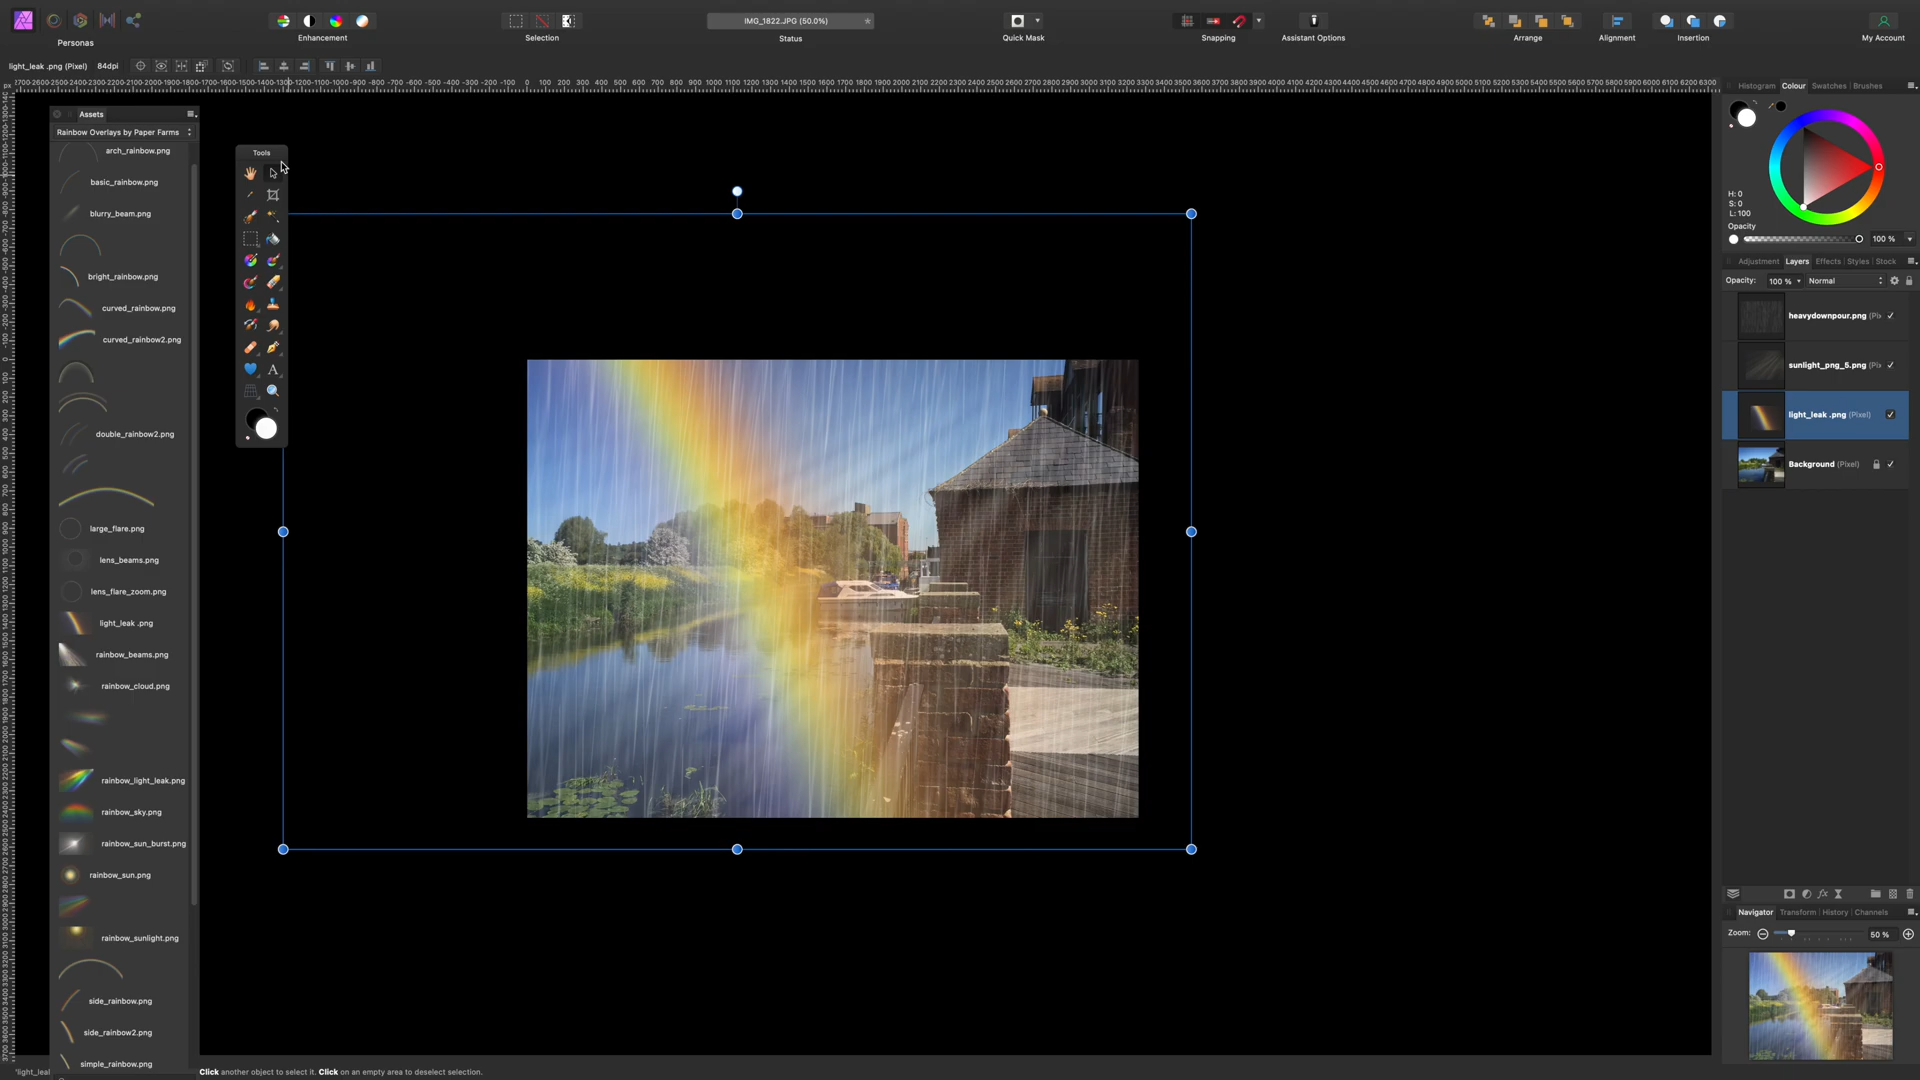 Personas
Enhancement
Selection
IMG_1822.JPG (50.0%)
Status
Quick Mask
Snapping
Assistant Options
Arrange
Alignment
Insertion
My Account
light_leak .png (Pixel)
84dpi
px
Assets
Rainbow Overlays by Paper Farms
arch_rainbow.png
basic_rainbow.png
blurry_beam.png
bright_rainbow.png
curved_rainbow.png
curved_rainbow2.png
double_rainbow2.png
large_flare.png
lens_beams.png
lens_flare_zoom.png
light_leak .png
rainbow_beams.png
rainbow_cloud.png
rainbow_light_leak.png
rainbow_sky.png
rainbow_sun_burst.png
rainbow_sun.png
rainbow_sunlight.png
side_rainbow.png
side_rainbow2.png
simple_rainbow.png
Tools
A
Histogram Colour Swatches Brushes
H: 0
S: 0
L: 100
Opacity
100 %
Adjustment Layers Effects Styles Stock
Opacity: 100 % Normal
heavydownpour.png (Pix
sunlight_png_5.png (Pix
light_leak .png (Pixel)
Background (Pixel)
Navigator Transform History Channels
Zoom: 50 %
'light_leal Click another object to select it. Click on an empty area to deselect selection.